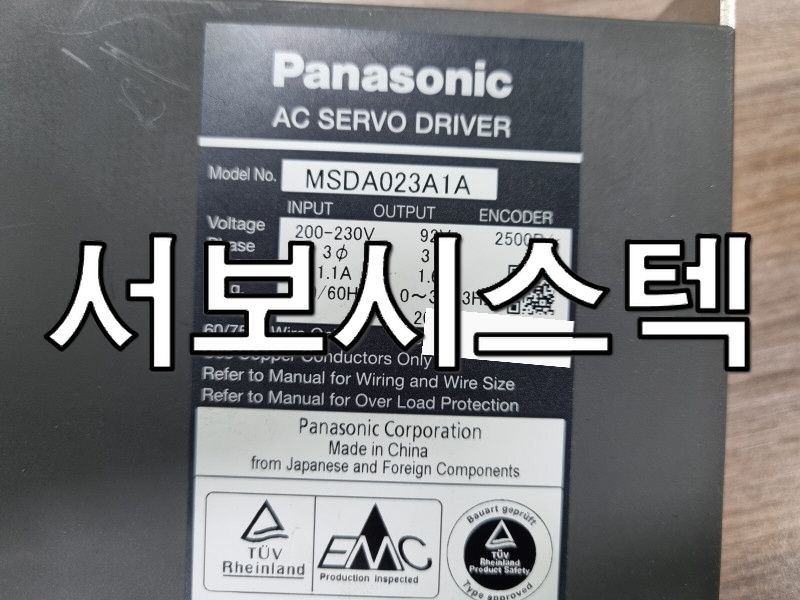 Panasonic
AC SERVO DRIVER
Model No. MSDA023A1A
INPUT OUTPUT ENCODER
Voltage 200-230V
3φ
1.1A
서보시스텍
Conductors Only
Refer to Manual for Wiring and Wire Size
Refer to Manual for Over Load Protection
Panasonic Corporation
Made in China
from Japanese and Foreign Components
TÜV
Rheinland
EMC
Production inspected
Bauart geprüft
TÜV
Rheinland
Product Safety
Type approved